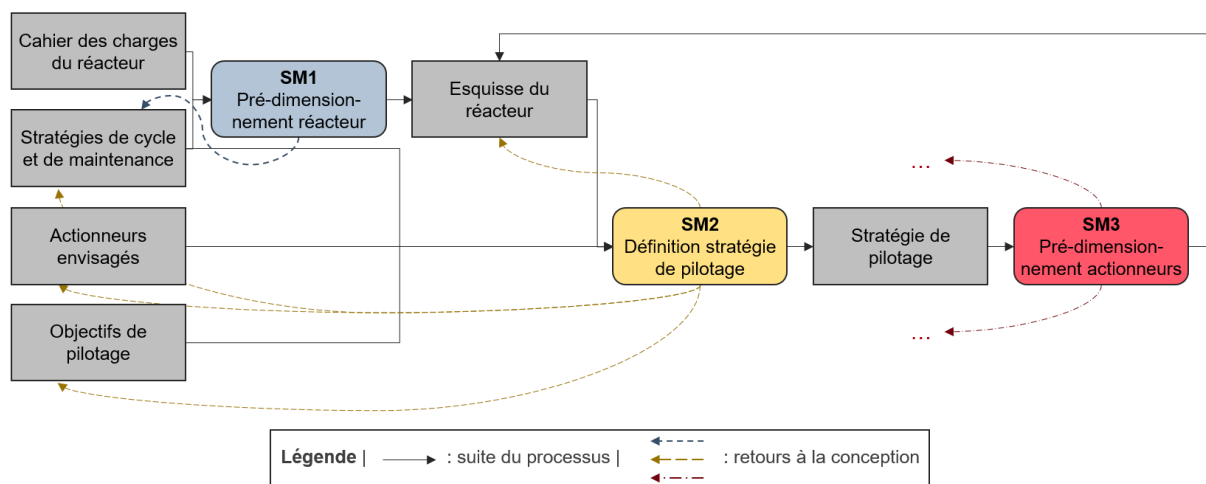 Cahier des charges
du réacteur
SM1
Pré-dimension-
nement réacteur
Esquisse du
réacteur
Stratégies de cycle
et de maintenance
...
Actionneurs
envisagés
SM2
Définition stratégie
de pilotage
Stratégie de
pilotage
SM3
Pré-dimension-
nement actionneurs
...
Objectifs de
pilotage
Légende | : suite du processus | : retours à la conception